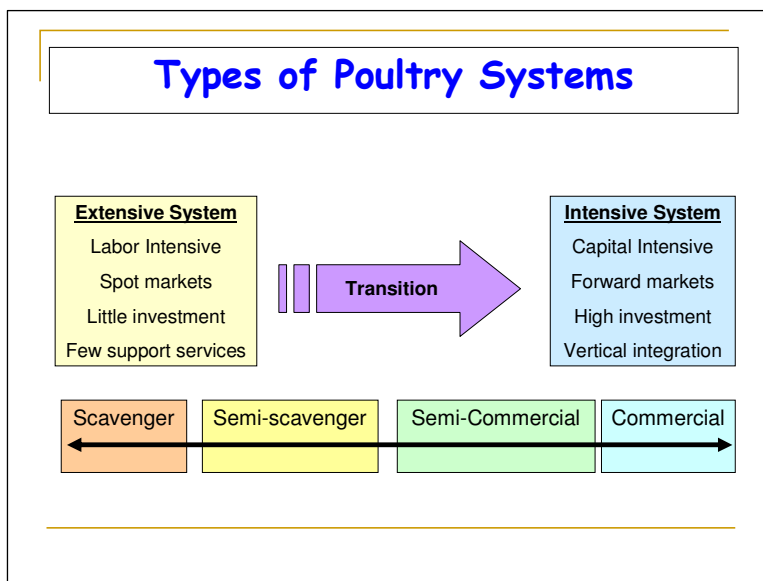 Types of Poultry Systems
Extensive System
Labor Intensive
Spot markets
Little investment
Few support services
Transition
Intensive System
Capital Intensive
Forward markets
High investment
Vertical integration
Scavenger
Semi-scavenger
Semi-Commercial
Commercial